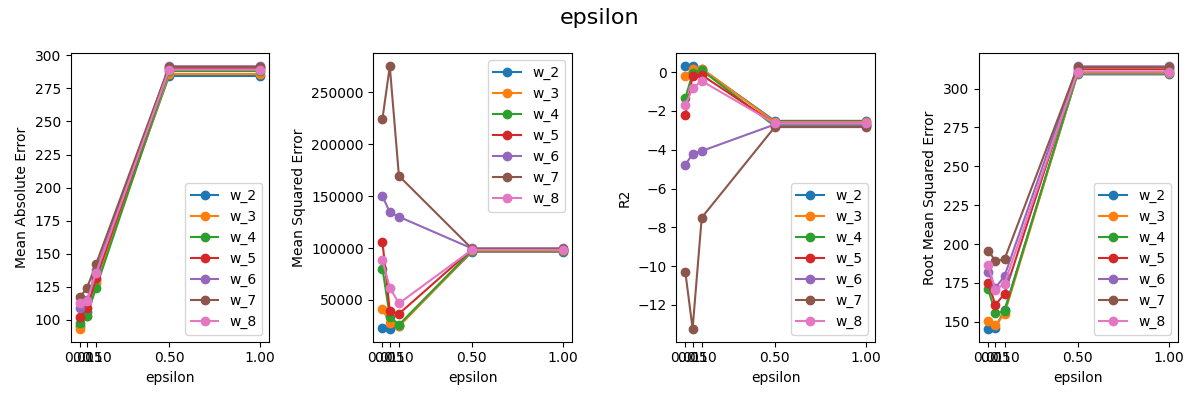 epsilon
Mean Absolute Error
300
275
250
225
200
175
150
125
100
0.50
1.00
epsilon
w_2
w_3
w_4
w_5
w_6
w_7
w_8
Mean Squared Error
250000
200000
150000
100000
50000
0.50
1.00
epsilon
w_2
w_3
w_4
w_5
w_6
w_7
w_8
R2
0
−2
−4
−6
−8
−10
−12
0.50
1.00
epsilon
w_2
w_3
w_4
w_5
w_6
w_7
w_8
Root Mean Squared Error
300
275
250
225
200
175
150
0.50
1.00
epsilon
w_2
w_3
w_4
w_5
w_6
w_7
w_8